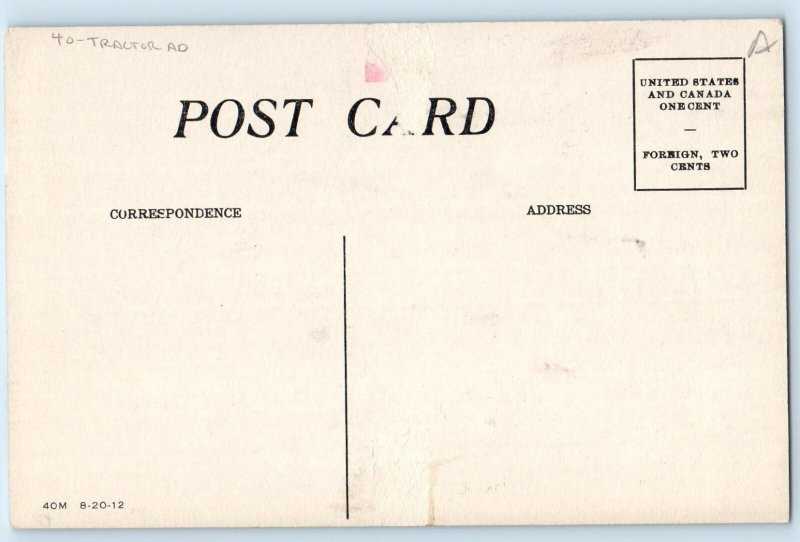 40-TRACTOR AD
A
POST CARD
UNITED STATES
AND CANADA
ONE CENT
—
FOREIGN, TWO
CENTS
CORRESPONDENCE
ADDRESS
40M 8-20-12